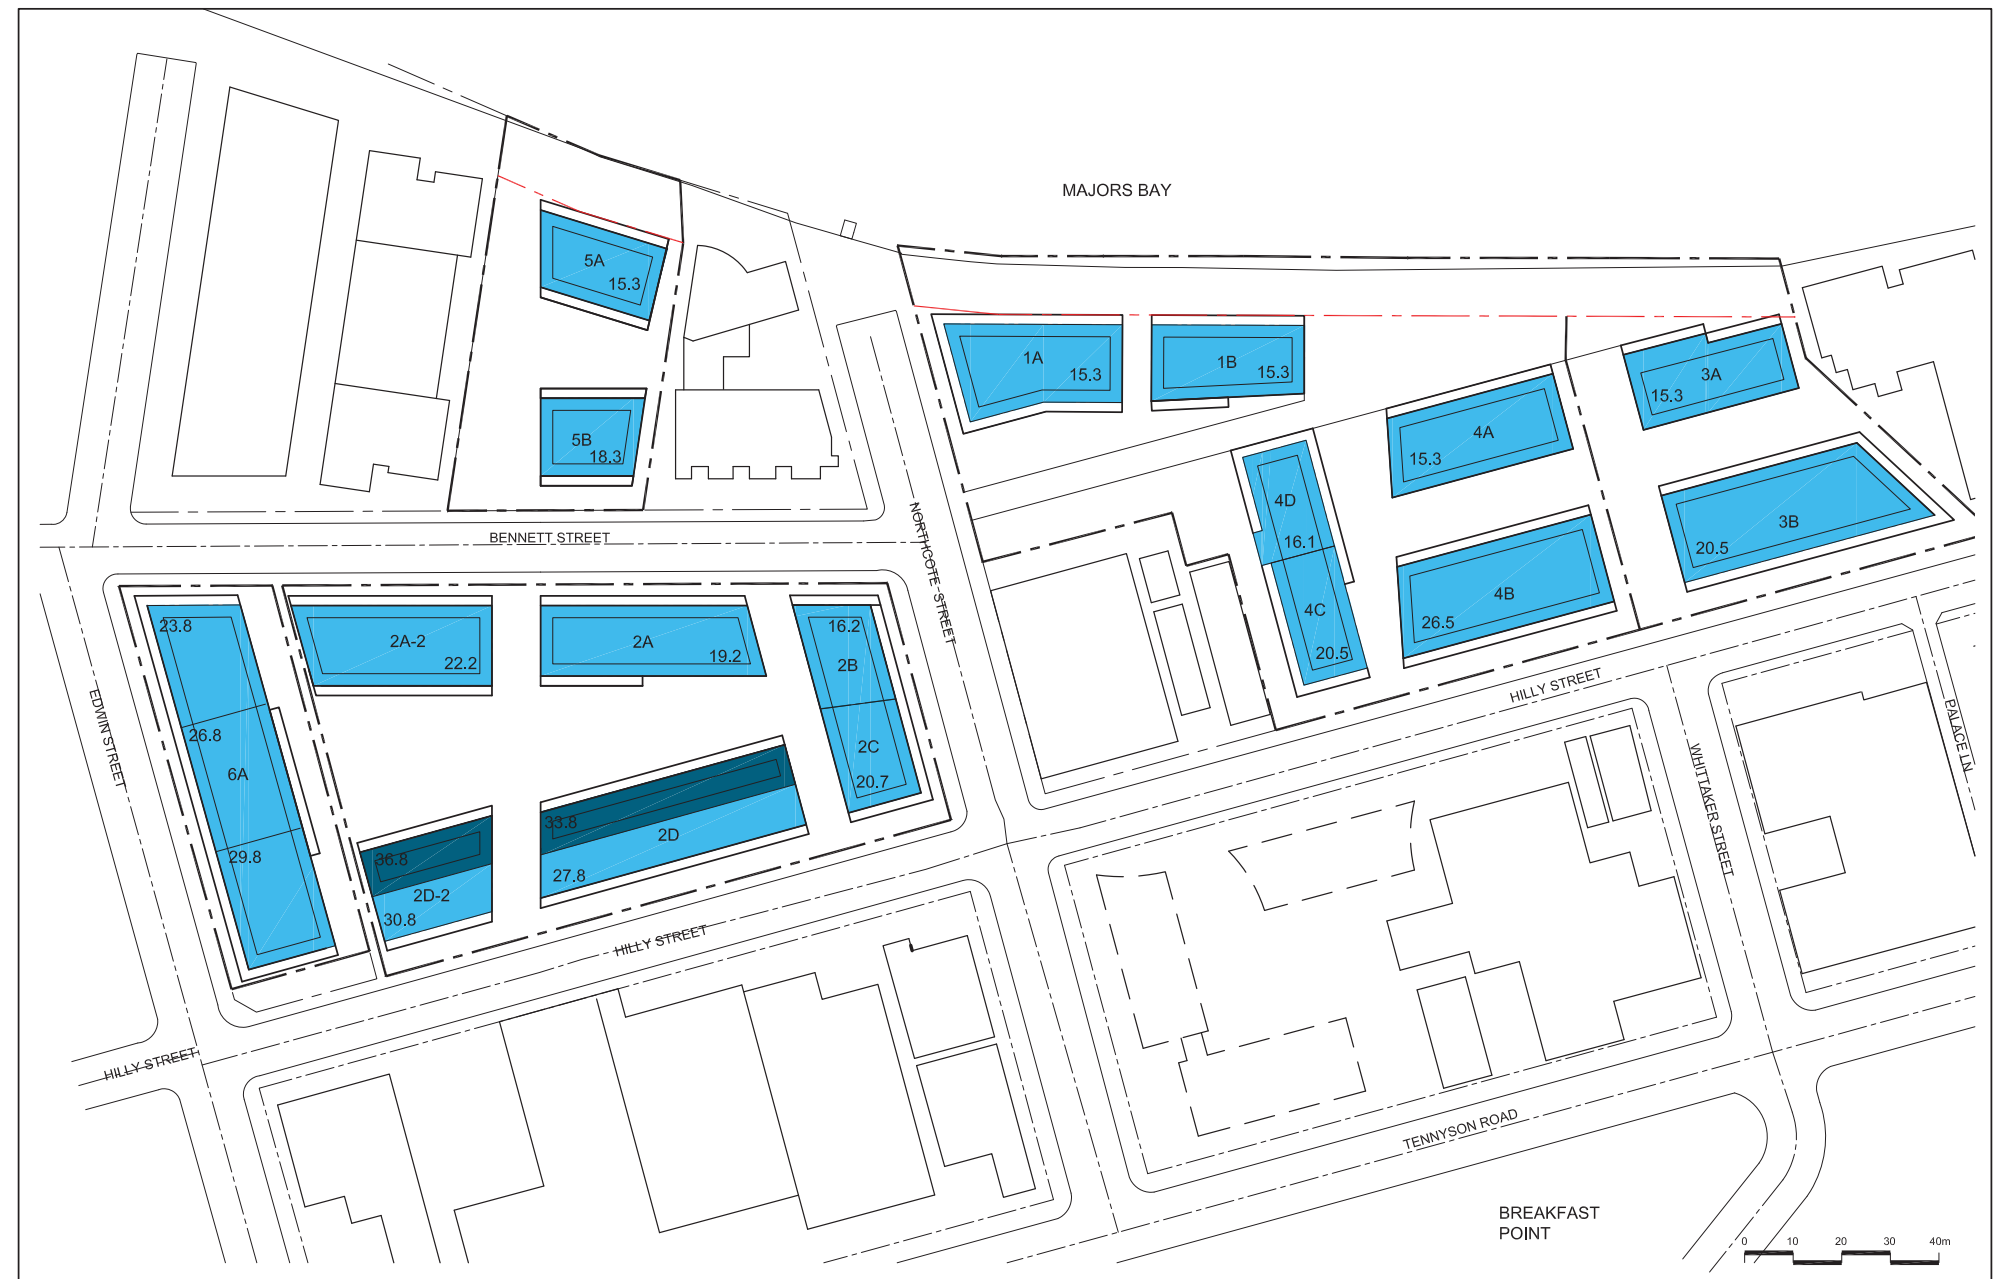 MAJORS BAY
5A
15.3
1A
15.3
1B
15.3
3A
15.3
4A
15.3
5B
18.3
4D
16.1
3B
20.5
BENNETT STREET
NORTHCOTE STREET
4C
20.5
4B
26.5
23.8
2A-2
22.2
2A
19.2
16.2
2B
26.8
6A
2C
20.7
29.8
EDWIN STREET
33.8
2D
27.8
36.8
2D-2
30.8
HILLY STREET
HILLY STREET
HILLY STREET
WHITTAKER STREET
PALACE LN
TENNYSON ROAD
BREAKFAST
POINT
0 10 20 30 40m